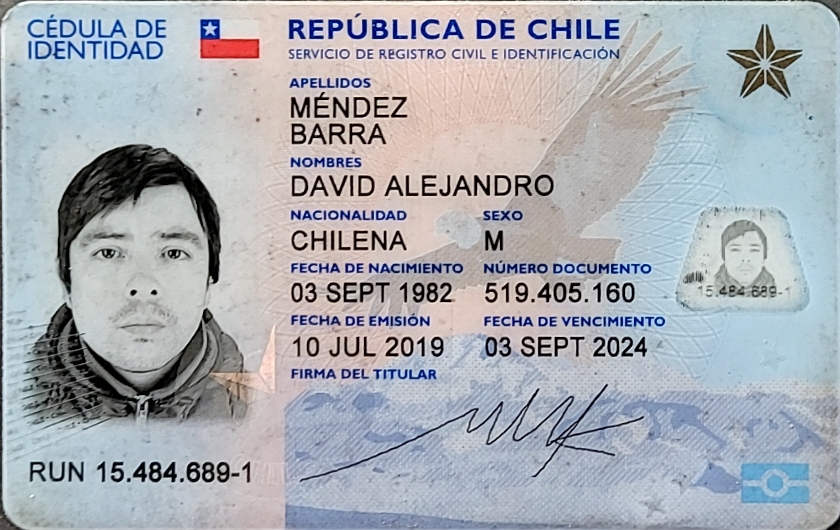 CÉDULA DE
IDENTIDAD
REPÚBLICA DE CHILE
SERVICIO DE REGISTRO CIVIL E IDENTIFICACIÓN
APELLIDOS
MÉNDEZ
BARRA
NOMBRES
DAVID ALEJANDRO
NACIONALIDAD SEXO
CHILENA M
FECHA DE NACIMIENTO NÚMERO DOCUMENTO
03 SEPT 1982 519.405.160
15.484.689-1
FECHA DE EMISIÓN FECHA DE VENCIMIENTO
10 JUL 2019 03 SEPT 2024
FIRMA DEL TITULAR
RUN 15.484.689-1